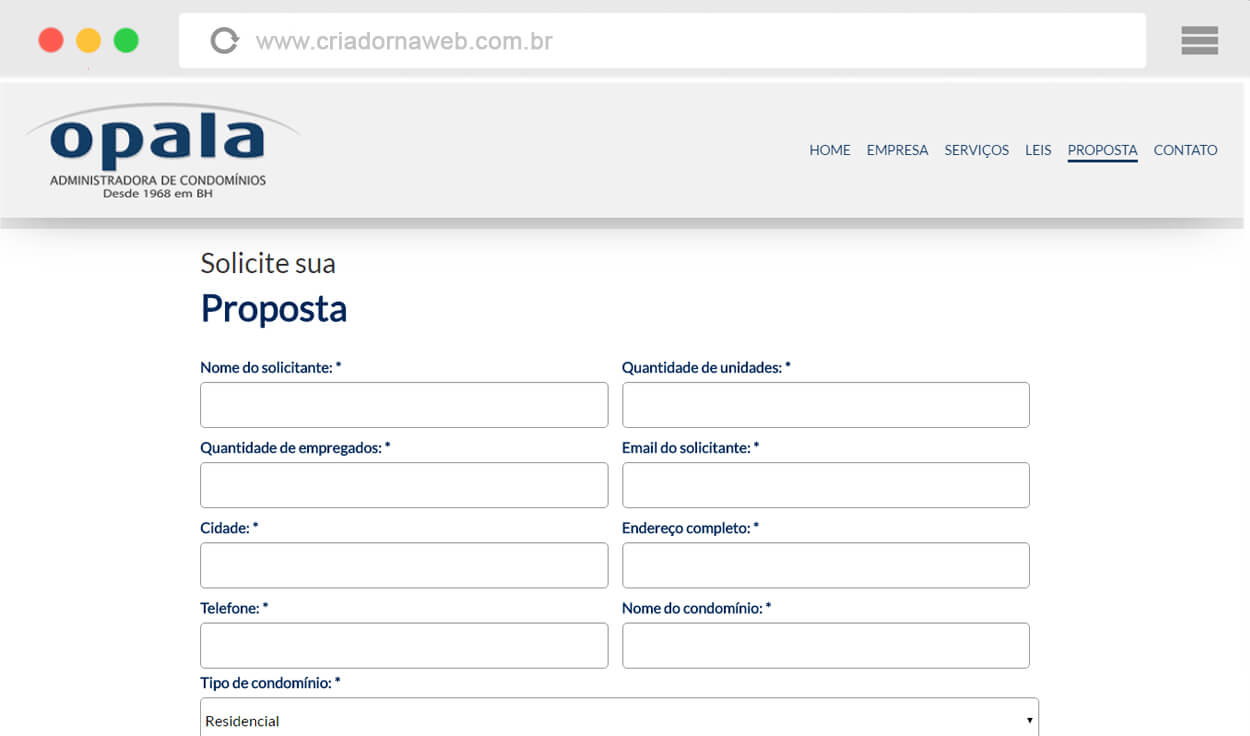 www.criadornaweb.com.br
opala
ADMINISTRADORA DE CONDOMÍNIOS
Desde 1968 em BH
HOME EMPRESA SERVIÇOS LEIS PROPOSTA CONTATO
Solicite sua
Proposta
Nome do solicitante: * Quantidade de unidades: *
Quantidade de empregados: * Email do solicitante: *
Cidade: * Endereço completo: *
Telefone: * Nome do condomínio: *
Tipo de condomínio: *
Residencial